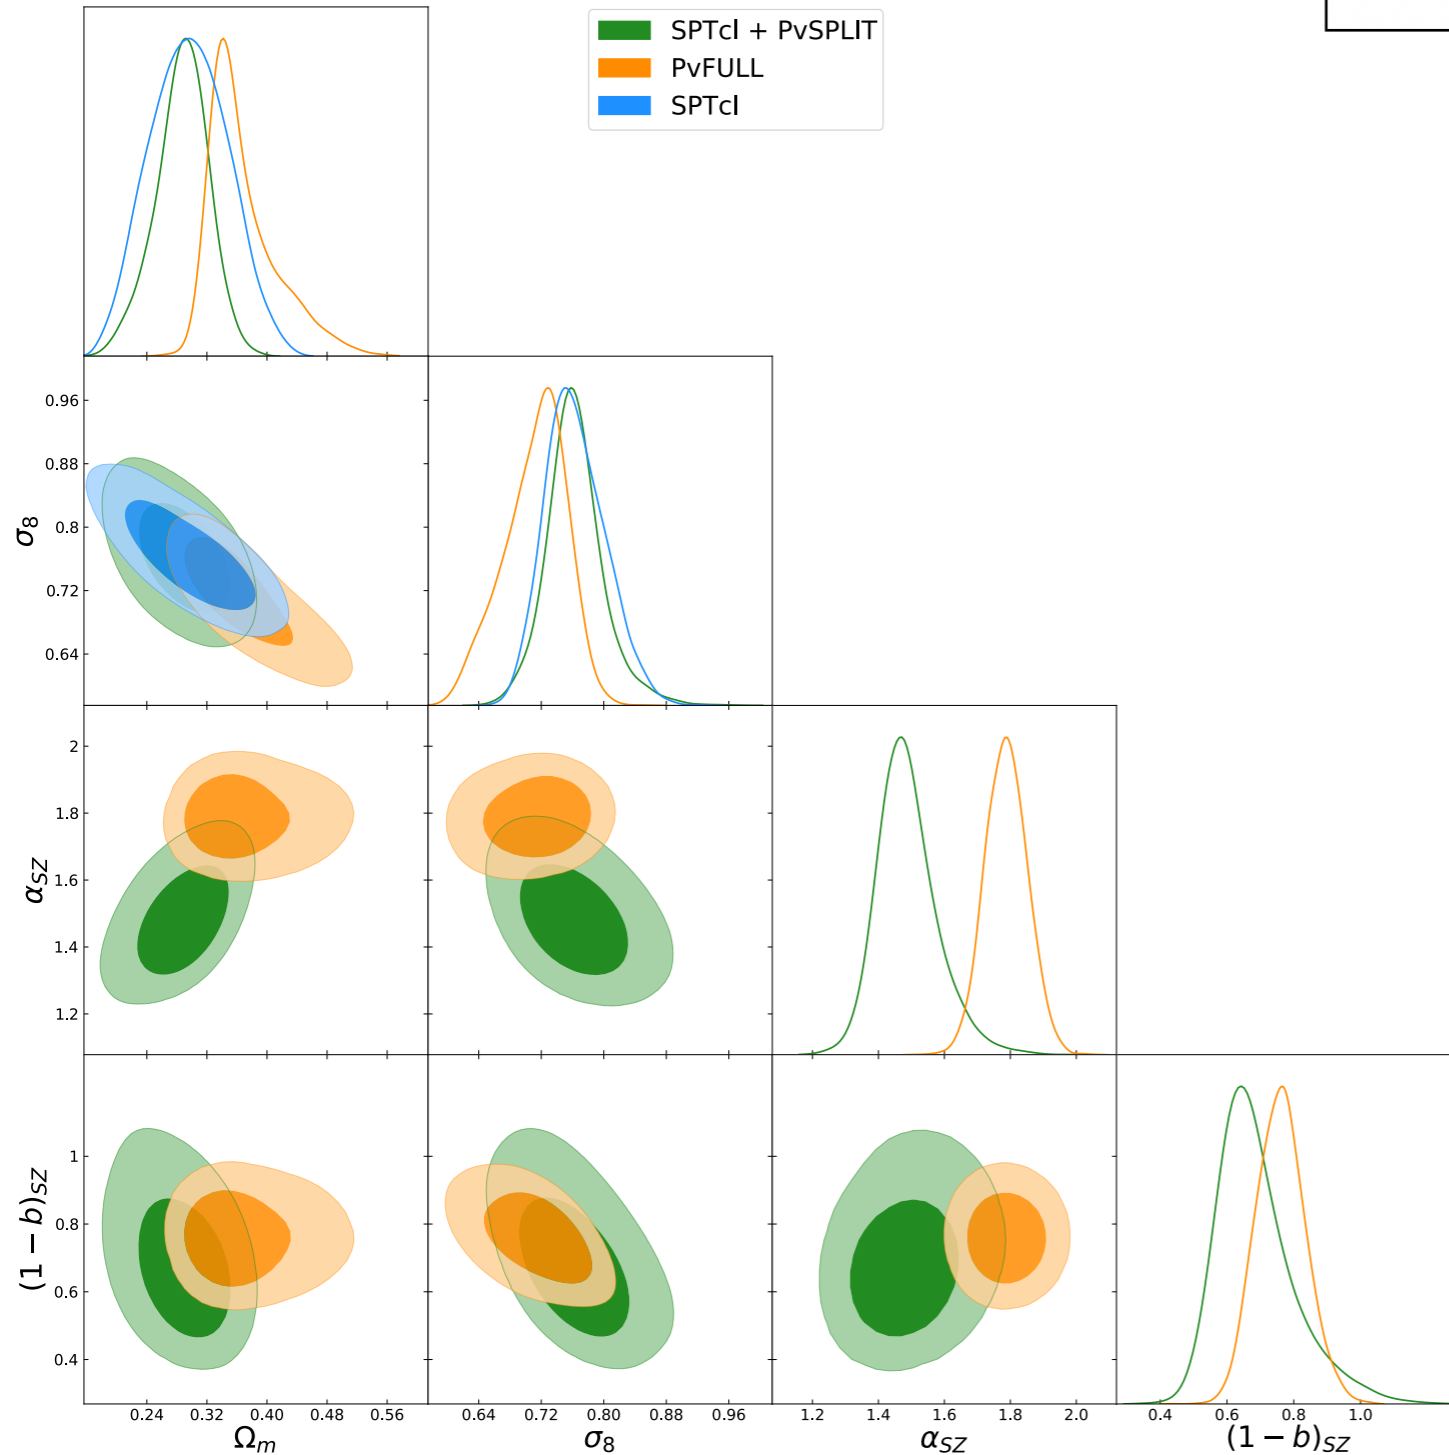 SPTcl + PvSPLIT
PvFULL
SPTcl
0.96
0.88
0.8
0.72
0.64
σ8
2
1.8
1.6
1.4
1.2
αSZ
1
0.8
0.6
0.4
(1 − b)SZ
0.24 0.32 0.40 0.48 0.56
0.64 0.72 0.80 0.88 0.96
1.2 1.4 1.6 1.8 2.0
0.4 0.6 0.8 1.0
Ωm
σ8
αSZ
(1 − b)SZ